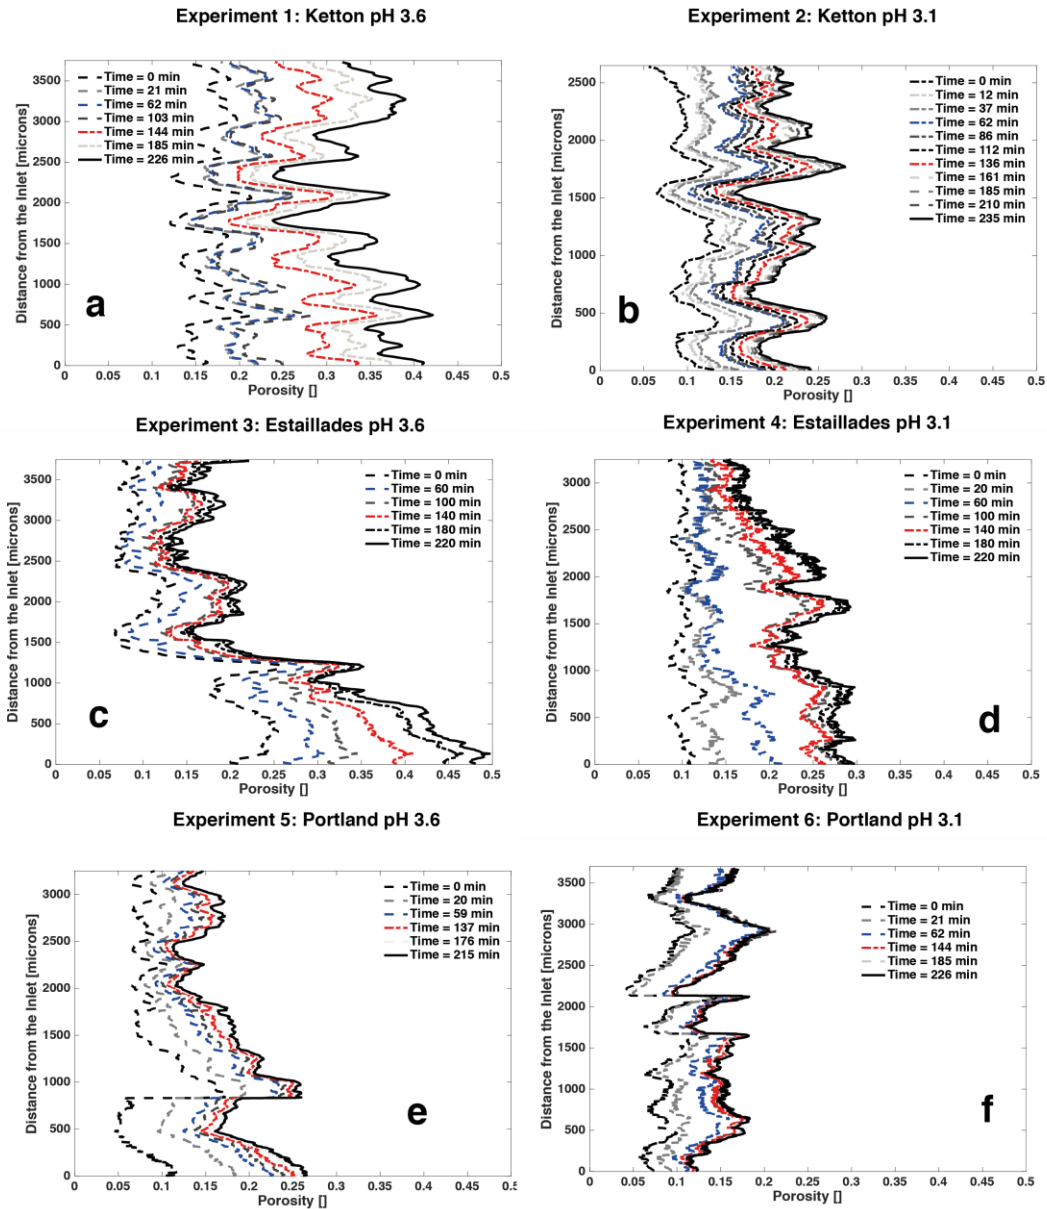 Experiment 1: Ketton pH 3.6
Distance from the Inlet [microns]
3500
3000
2500
2000
1500
1000
500
0
Time = 0 min
Time = 21 min
Time = 62 min
Time = 103 min
Time = 144 min
Time = 185 min
Time = 226 min
a
0 0.05 0.1 0.15 0.2 0.25 0.3 0.35 0.4 0.45 0.5
Porosity []
Experiment 2: Ketton pH 3.1
Distance from the Inlet [microns]
2500
2000
1500
1000
500
0
Time = 0 min
Time = 12 min
Time = 37 min
Time = 62 min
Time = 86 min
Time = 112 min
Time = 136 min
Time = 161 min
Time = 185 min
Time = 210 min
Time = 235 min
b
0 0.05 0.1 0.15 0.2 0.25 0.3 0.35 0.4 0.45 0.5
Porosity []
Experiment 3: Estaillades pH 3.6
Distance from the Inlet [microns]
3500
3000
2500
2000
1500
1000
500
0
Time = 0 min
Time = 60 min
Time = 100 min
Time = 140 min
Time = 180 min
Time = 220 min
c
0 0.05 0.1 0.15 0.2 0.25 0.3 0.35 0.4 0.45 0.5
Porosity []
Experiment 4: Estaillades pH 3.1
Distance from the Inlet [microns]
3000
2500
2000
1500
1000
500
0
Time = 0 min
Time = 20 min
Time = 60 min
Time = 100 min
Time = 140 min
Time = 180 min
Time = 220 min
d
0 0.05 0.1 0.15 0.2 0.25 0.3 0.35 0.4 0.45 0.5
Porosity []
Experiment 5: Portland pH 3.6
Distance from the Inlet [microns]
3000
2500
2000
1500
1000
500
0
Time = 0 min
Time = 20 min
Time = 59 min
Time = 137 min
Time = 176 min
Time = 215 min
e
0 0.05 0.1 0.15 0.2 0.25 0.3 0.35 0.4 0.45 0.5
Porosity []
Experiment 6: Portland pH 3.1
Distance from the Inlet [microns]
3500
3000
2500
2000
1500
1000
500
0
Time = 0 min
Time = 21 min
Time = 62 min
Time = 144 min
Time = 185 min
Time = 226 min
f
0 0.05 0.1 0.15 0.2 0.25 0.3 0.35 0.4 0.45 0.5
Porosity []